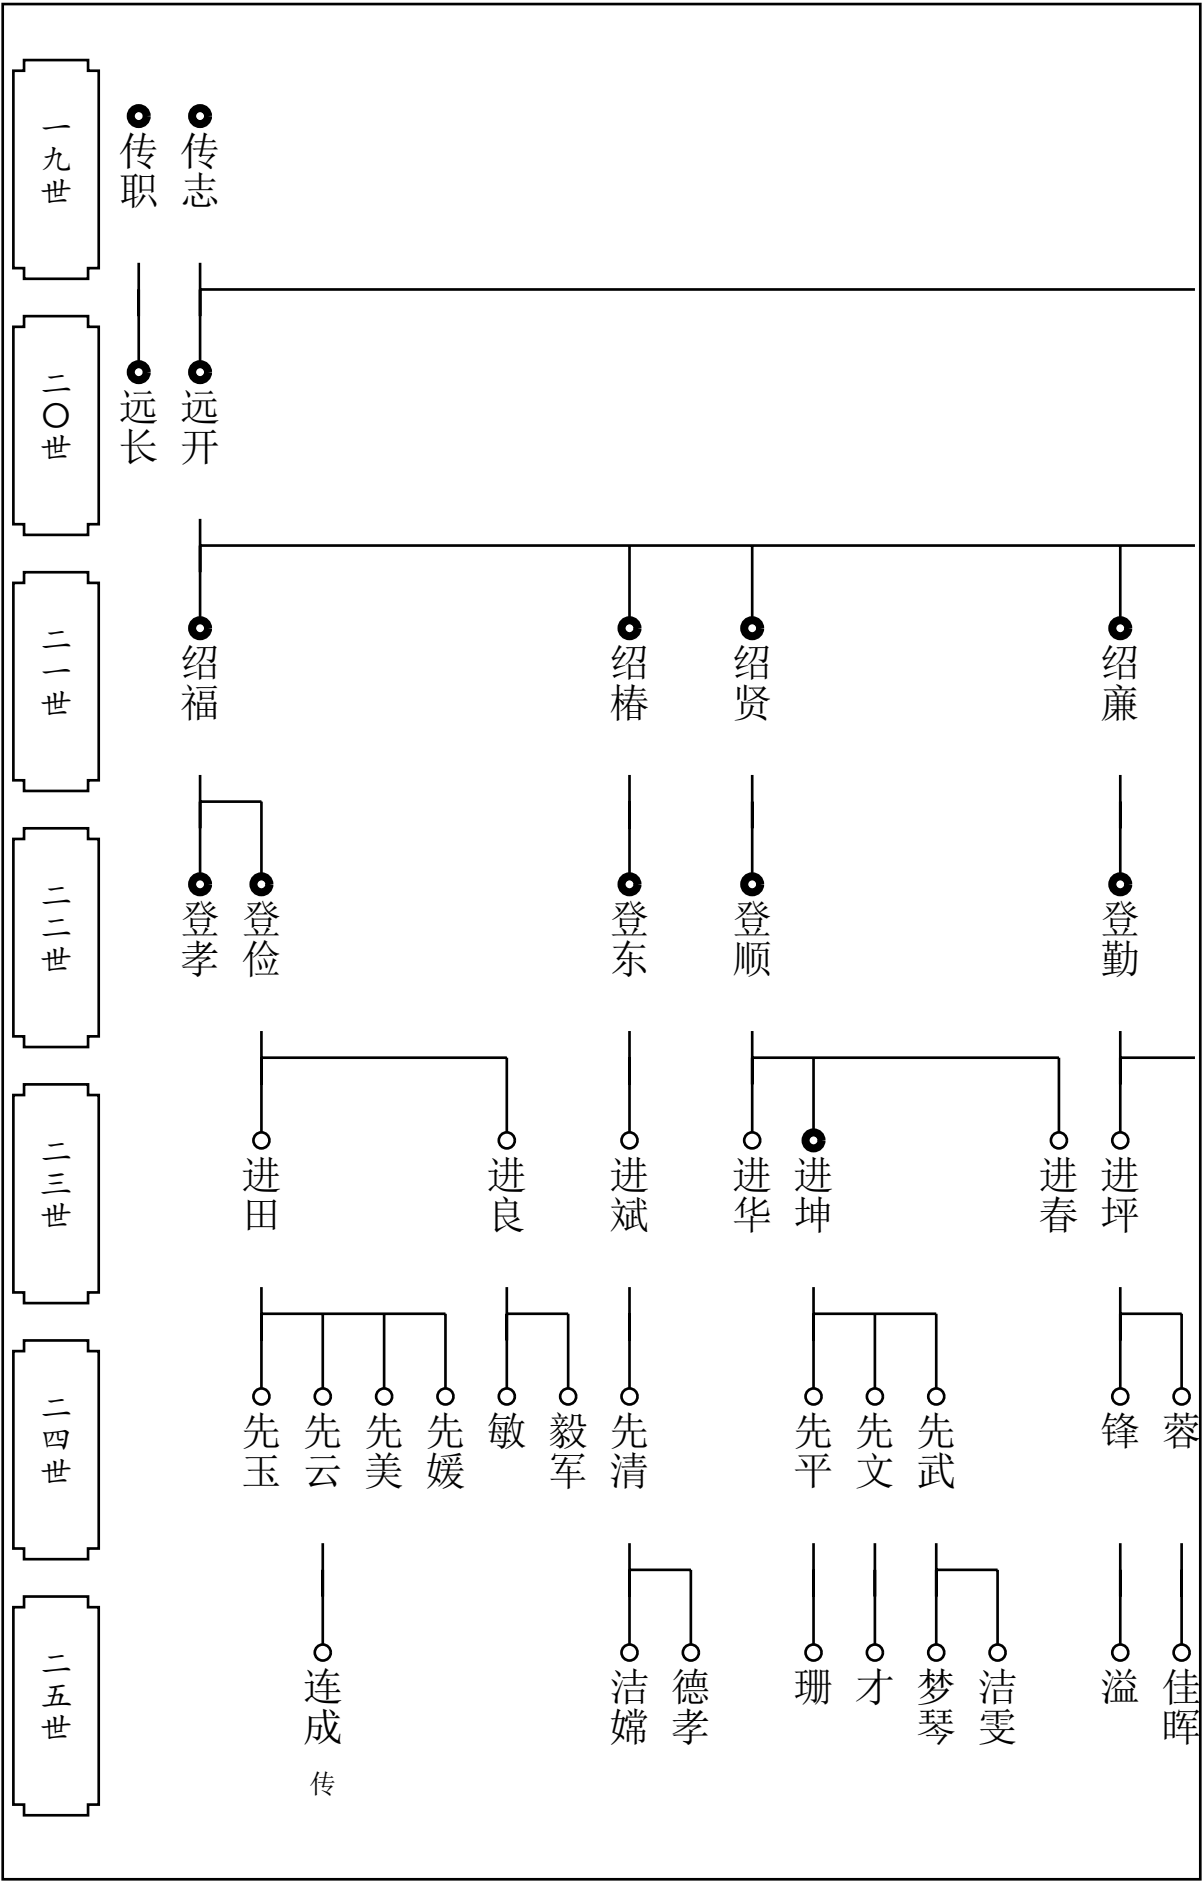 一九世
传职
传志
二〇世
远长
远开
二一世
绍福
绍椿
绍贤
绍廉
二二世
登孝
登俭
登东
登顺
登勤
二三世
进田
进良
进斌
进华
进坤
进春
进坪
二四世
先玉
先云
先美
先媛
敏
毅军
先清
先平
先文
先武
锋
蓉
二五世
连成
传
洁嫦
德孝
珊
才
梦琴
洁雯
溢
佳晖